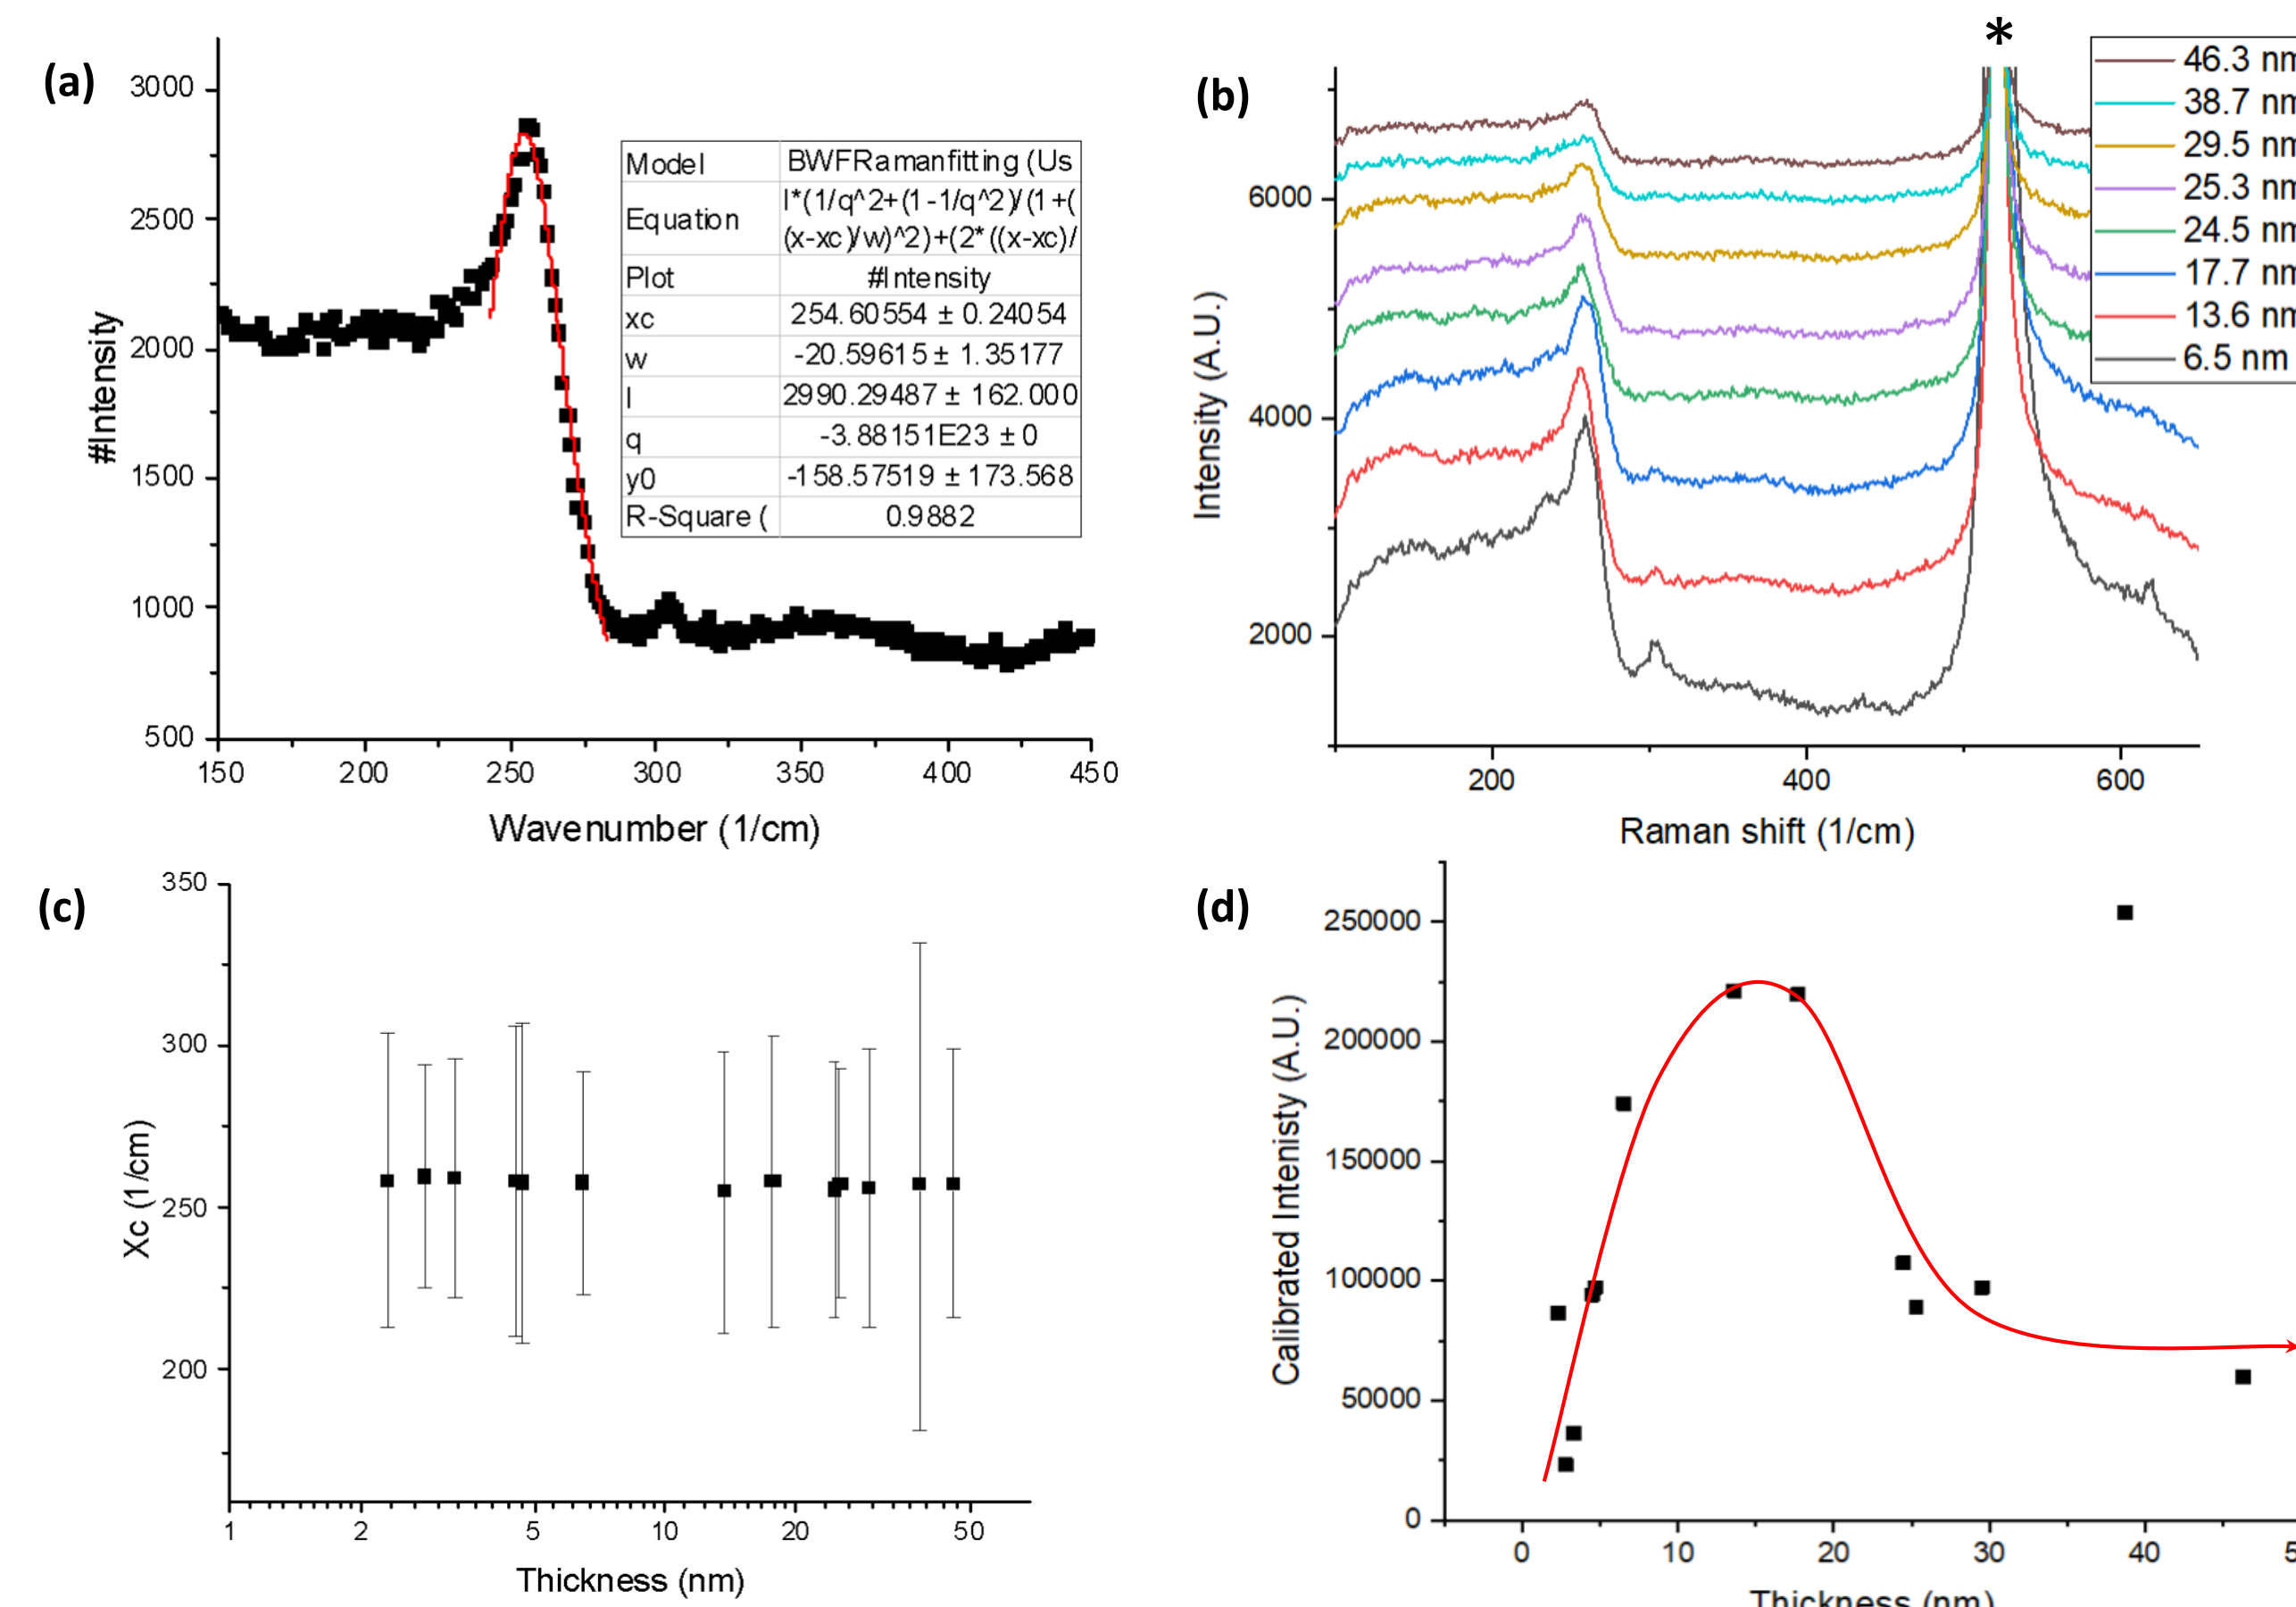 (a)
3000
2500
2000
1500
1000
500
#Intensity
150 200 250 300 350 400 450
Wavenumber (1/cm)
Model BWFRamanfitting (Us
Equation I*(1/q^2+(1-1/q^2)/(1+(
(x-xc)/w)^2)+(2*((x-xc)/
Plot #Intensity
xc 254.60554 ± 0.24054
w -20.59615 ± 1.35177
I 2990.29487 ± 162.000
q -3.88151E23 ± 0
y0 -158.57519 ± 173.568
R-Square ( 0.9882
(b)
*
6000
4000
2000
Intensity (A.U.)
200 400 600
Raman shift (1/cm)
46.3 nm
38.7 nm
29.5 nm
25.3 nm
24.5 nm
17.7 nm
13.6 nm
6.5 nm
(c)
350
300
250
200
Xc (1/cm)
1 2 5 10 20 50
Thickness (nm)
(d)
250000
200000
150000
100000
50000
0
Calibrated Intenisty (A.U.)
0 10 20 30 40 5
Thickness (nm)